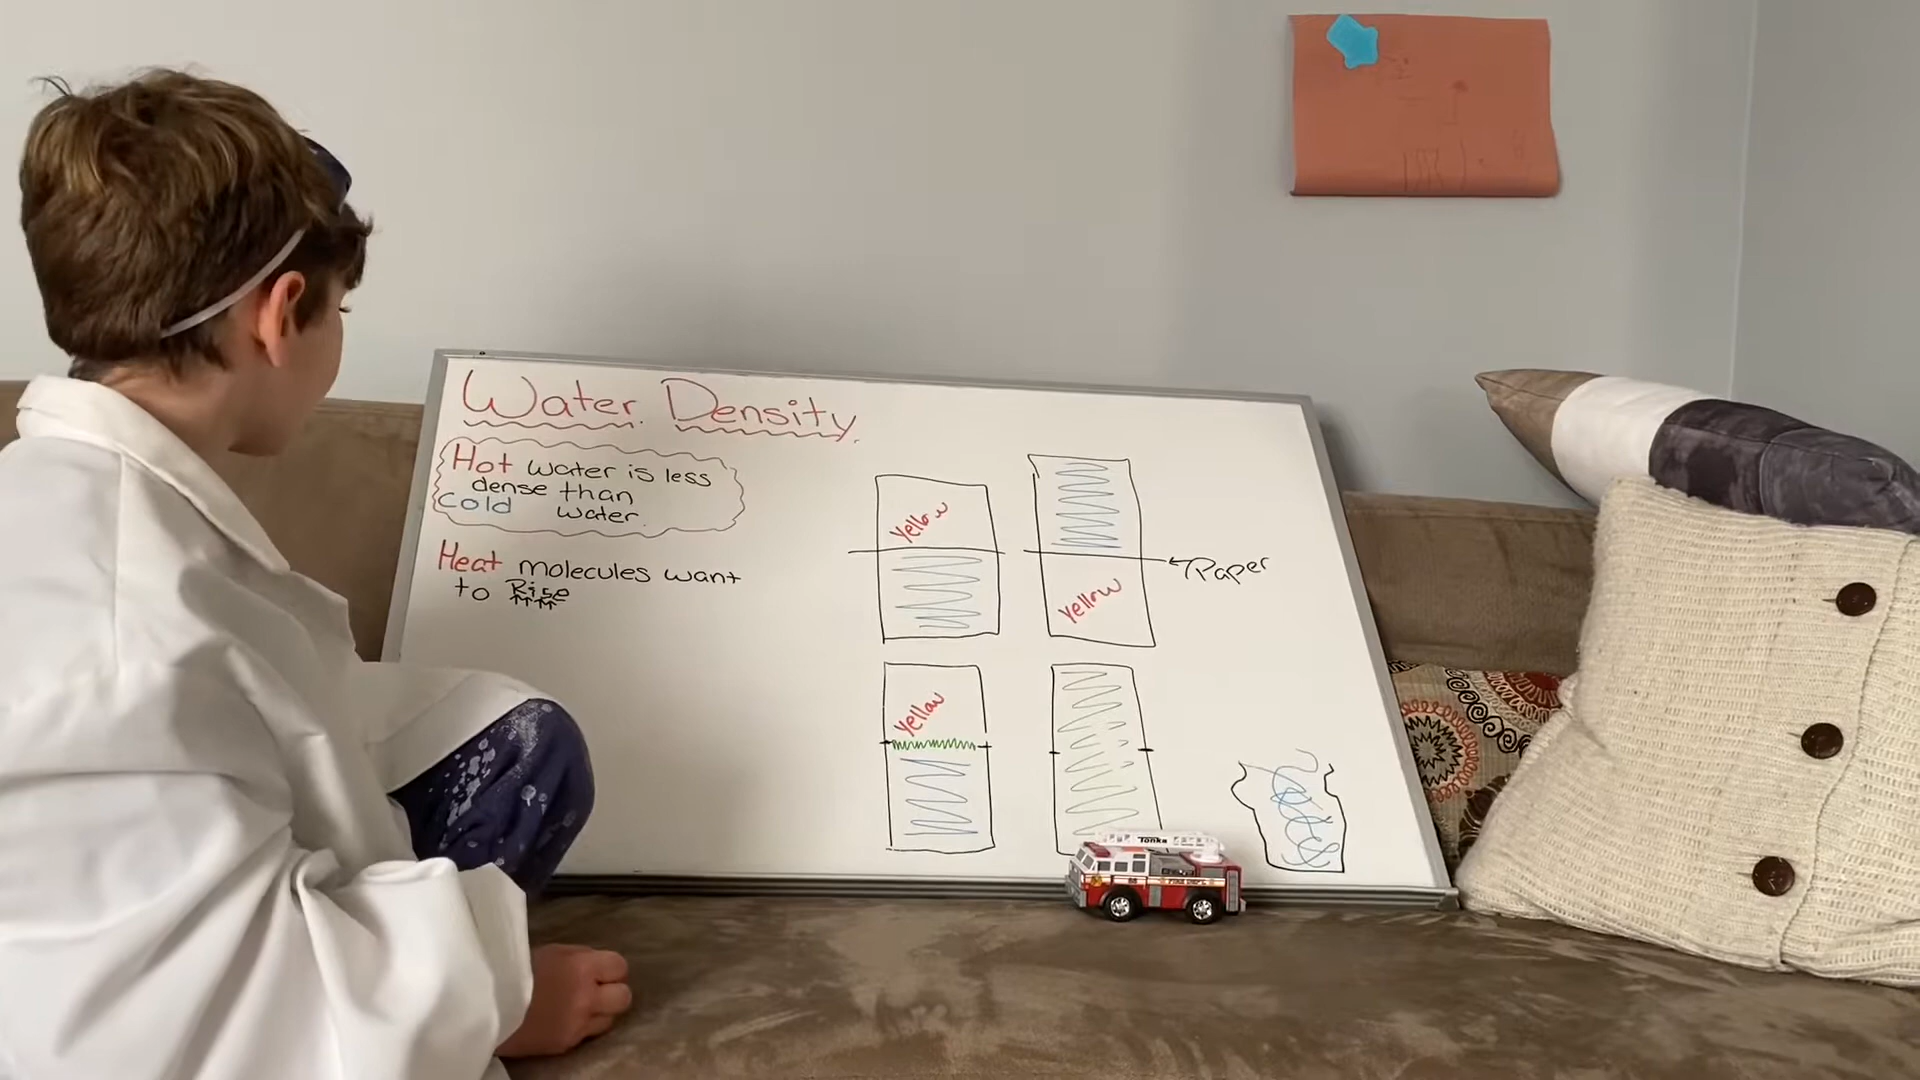 Water Density
Hot water is less
dense than
cold water.
Heat molecules want
to Rise
Yellow
Yellow
Paper
Yellow
Tonka